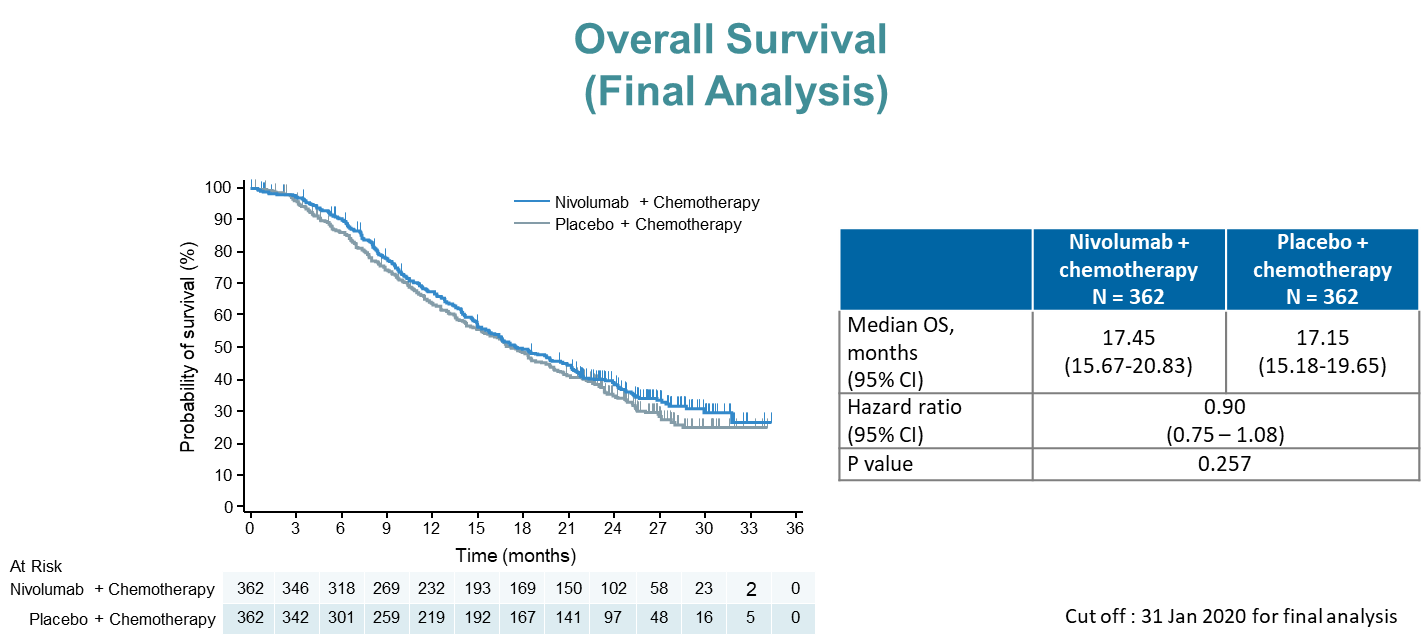 Overall Survival
(Final Analysis)
100
90
80
70
60
50
40
30
20
10
0
Probability of survival (%)
Nivolumab + Chemotherapy
Placebo + Chemotherapy
0 3 6 9 12 15 18 21 24 27 30 33 36
Time (months)
At Risk
Nivolumab + Chemotherapy 362 346 318 269 232 193 169 150 102 58 23 2 0
Placebo + Chemotherapy 362 342 301 259 219 192 167 141 97 48 16 5 0
Nivolumab +
chemotherapy
N = 362
Placebo +
chemotherapy
N = 362
Median OS,
months
(95% CI)
17.45
(15.67-20.83)
17.15
(15.18-19.65)
Hazard ratio
(95% CI)
0.90
(0.75 – 1.08)
P value
0.257
Cut off : 31 Jan 2020 for final analysis